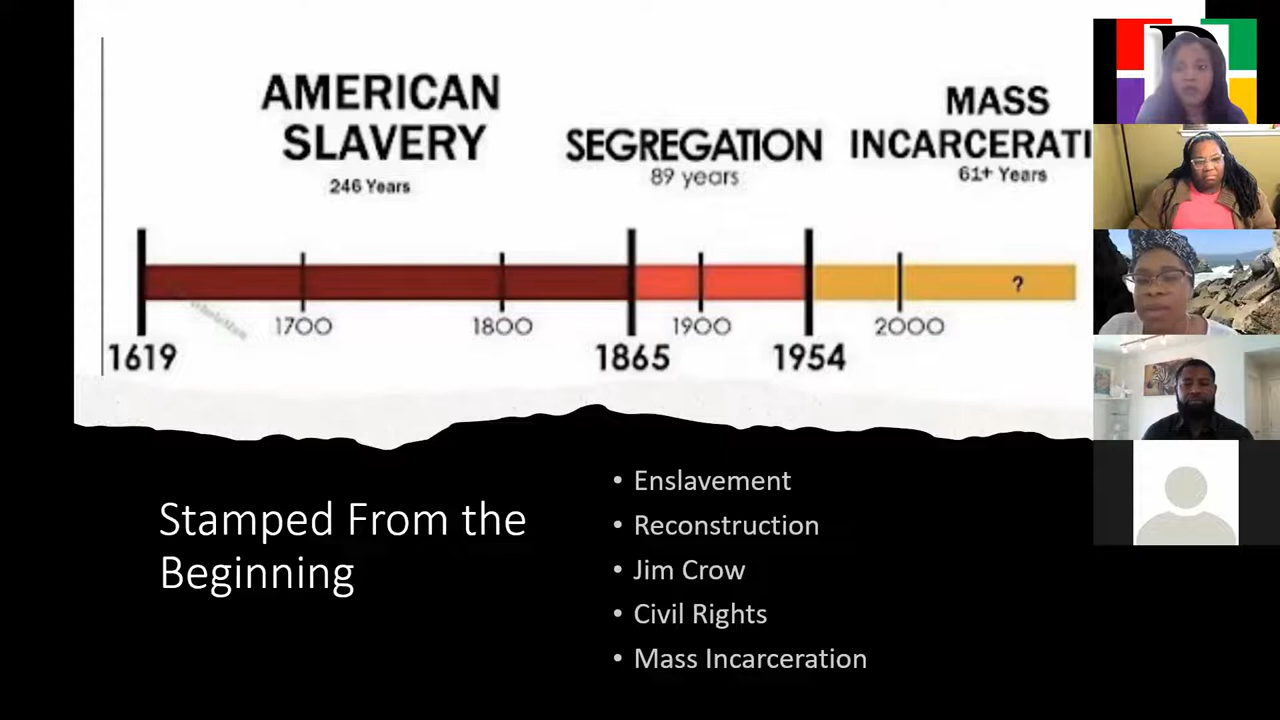 AMERICAN
SLAVERY
246 Years
SEGREGATION
89 years
MASS
INCARCERATI
61+ Years
?
1700
1800
1900
2000
1619
1865
1954
Stamped From the
Beginning
• Enslavement
• Reconstruction
• Jim Crow
• Civil Rights
• Mass Incarceration